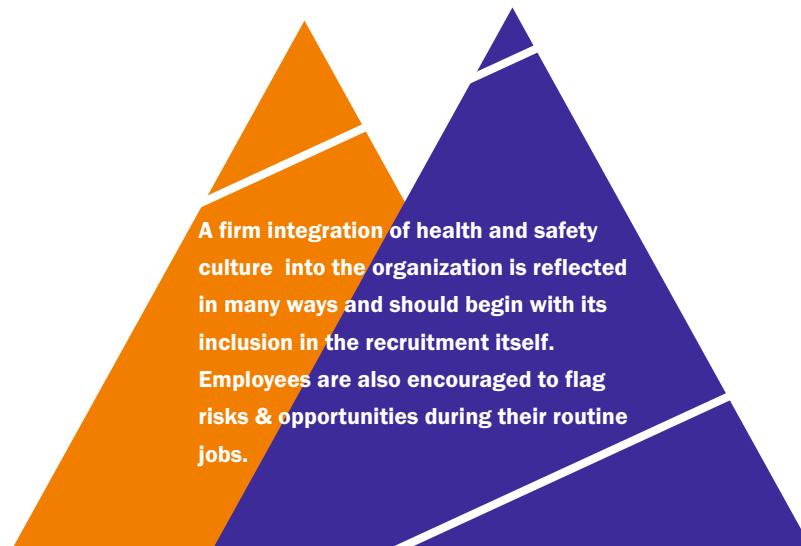 A firm integration of health and safety
culture  into the organization is reflected
in many ways and should begin with its
inclusion in the recruitment itself.
Employees are also encouraged to flag
risks & opportunities during their routine
jobs.